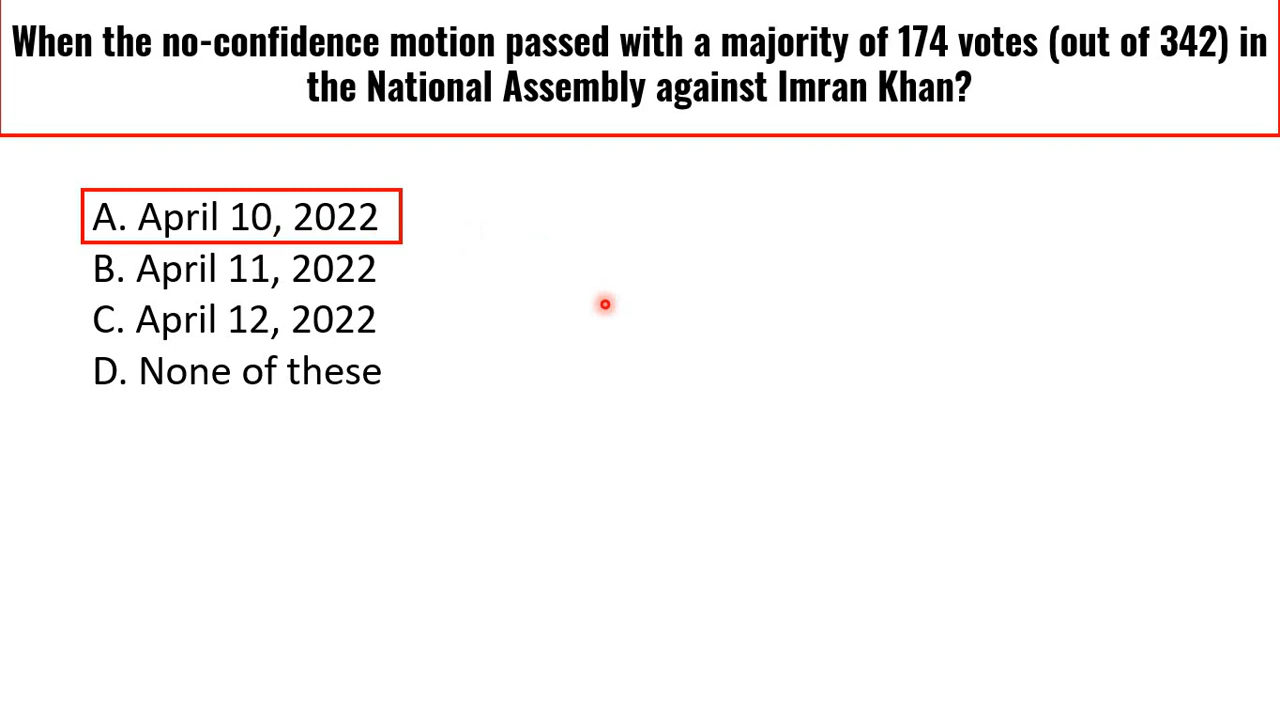 When the no-confidence motion passed with a majority of 174 votes (out of 342) in
the National Assembly against Imran Khan?
A. April 10, 2022
B. April 11, 2022
C. April 12, 2022
D. None of these